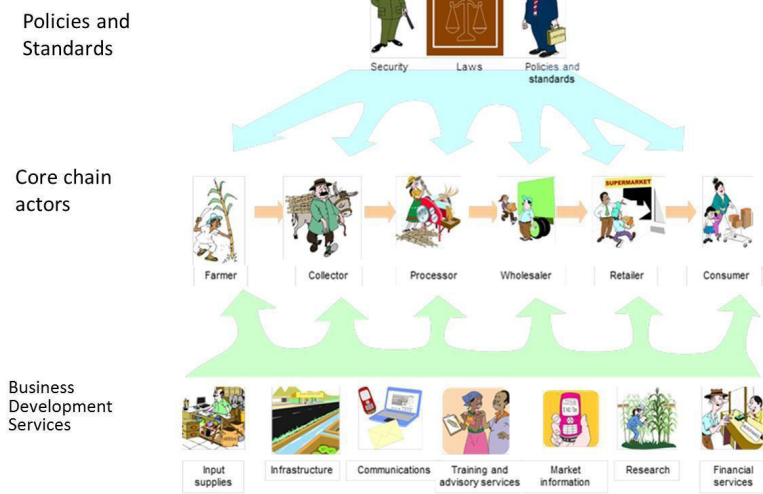 Policies and
Standards
Security
Laws
Policies and
standards
Core chain
actors
SUPERMARKET
Farmer
Collector
Processor
Wholesaler
Retailer
Consumer
Business
Development
Services
Input
supplies
Infrastructure
Communications
Training and
advisory services
Market
information
Research
Financial
services